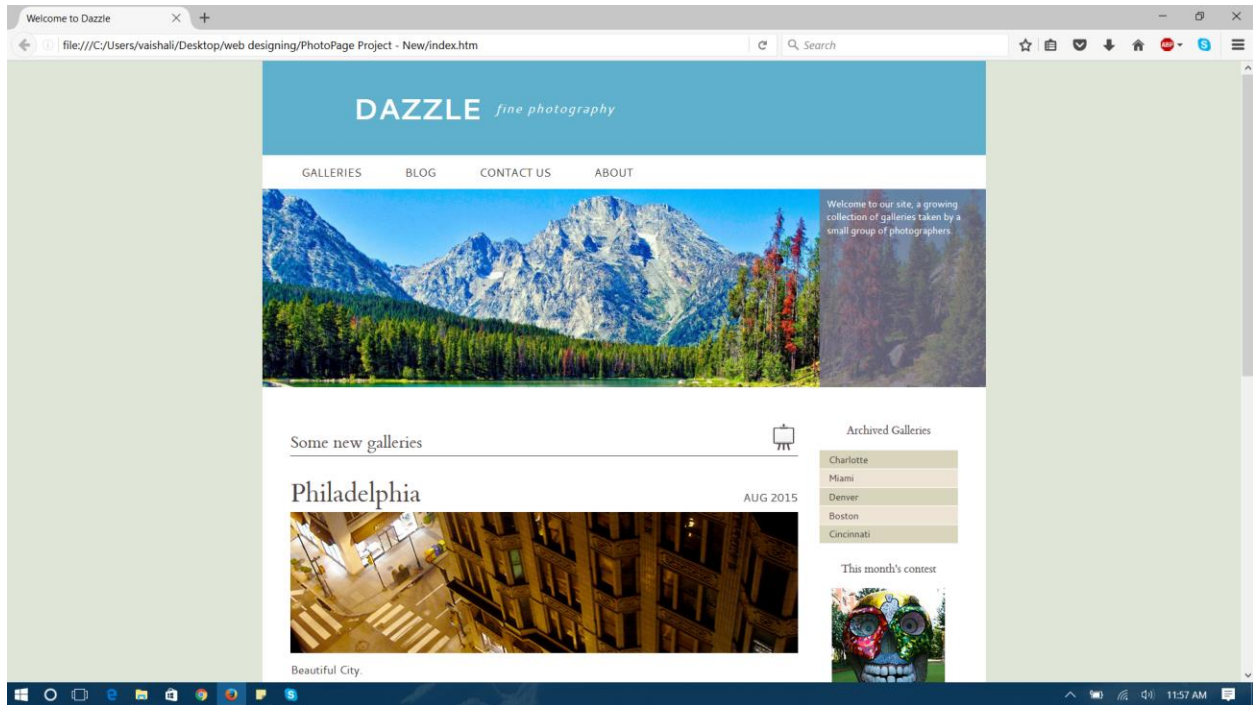 Welcome to Dazzle
file:///C:/Users/vaishali/Desktop/web designing/PhotoPage Project - New/index.htm
Search
ABP
DAZZLE fine photography
GALLERIES BLOG CONTACT US ABOUT
Welcome to our site, a growing
collection of galleries taken by a
small group of photographers.
Some new galleries
Philadelphia
AUG 2015
Beautiful City.
Archived Galleries
Charlotte
Miami
Denver
Boston
Cincinnati
This month's contest
11:57 AM